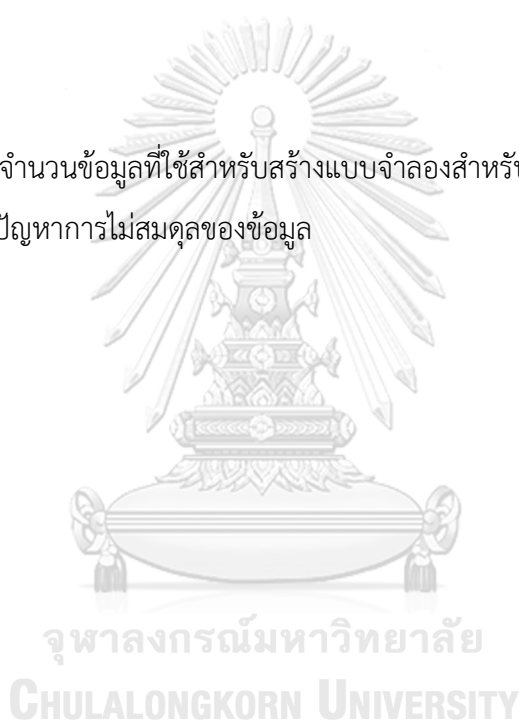 จำนวนข้อมูลที่ใช้สำหรับสร้างแบบจำลองสำหรับ
ปัญหาการไม่สมดุลของข้อมูล
จุฬาลงกรณ์มหาวิทยาลัย
CHULALONGKORN UNIVERSITY